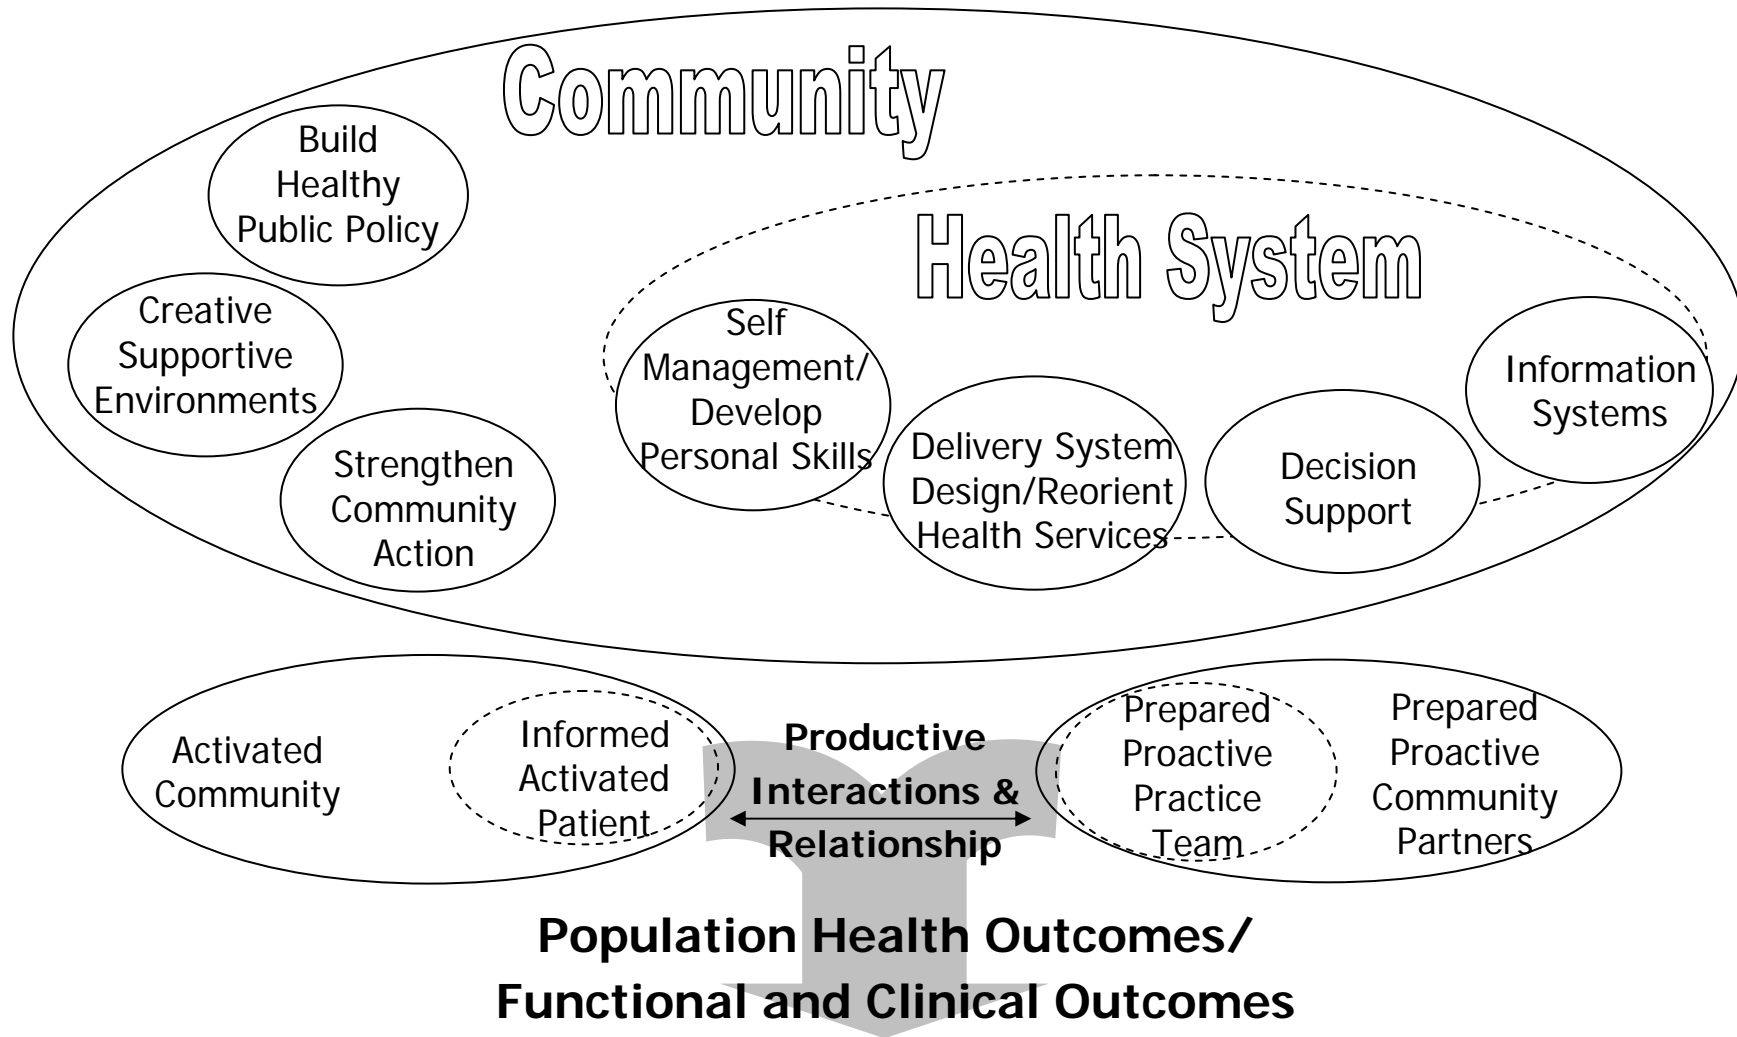 Community
Build
Healthy
Public Policy
Health System
Creative
Supportive
Environments
Strengthen
Community
Action
Self
Management/
Develop
Personal Skills
Delivery System
Design/Reorient
Health Services
Decision
Support
Information
Systems
Activated
Community
Informed
Activated
Patient
Productive
Interactions &
Relationship
Prepared
Proactive
Practice
Team
Prepared
Proactive
Community
Partners
Population Health Outcomes/
Functional and Clinical Outcomes